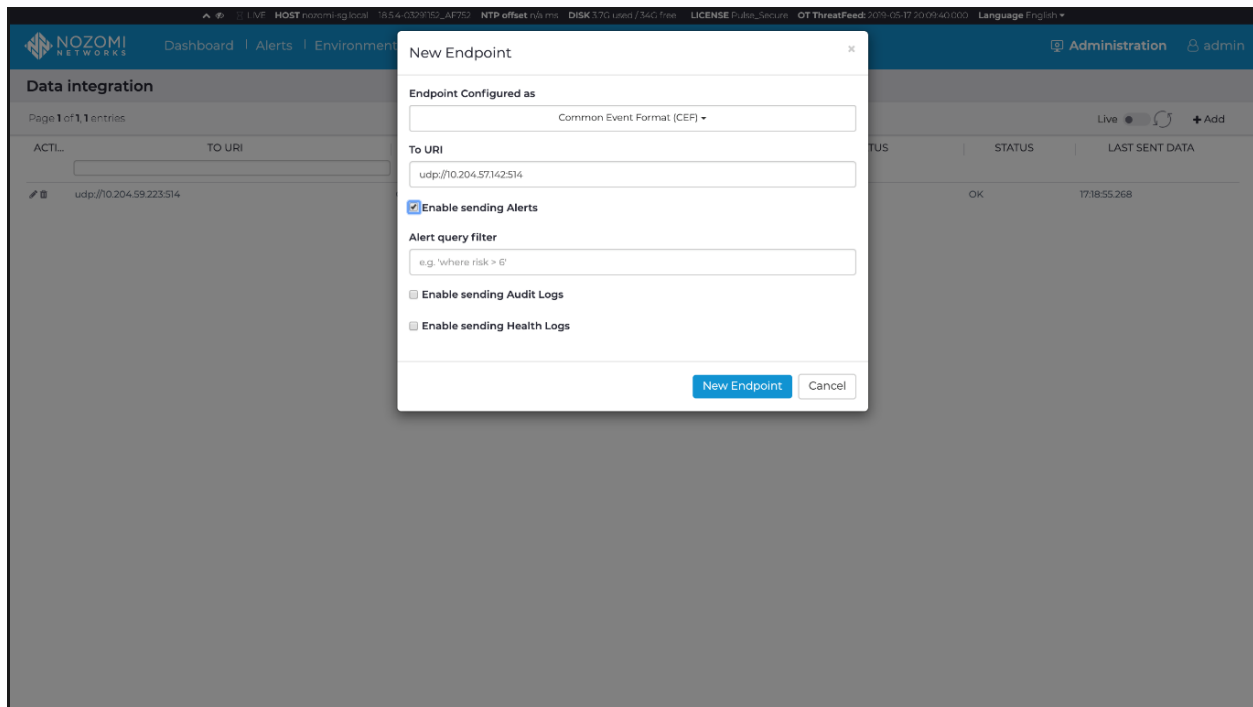 LIVE HOST nozomi-sg.local 18.5.4-03291152_AF752 NTP offset n/a ms DISK 3.7G used / 34G free LICENSE Pulse_Secure OT ThreatFeed: 2019-05-17 20:09:40.000 Language English
NOZOMI
NETWORKS
Dashboard | Alerts | Environment
Administration admin
Data integration
Page 1 of 1, 1 entries
Live + Add
ACTI... TO URI TUS STATUS LAST SENT DATA
udp://10.204.59.223:514 OK 17:18:55.268
New Endpoint ×
Endpoint Configured as
Common Event Format (CEF)
To URI
udp://10.204.57.142:514
Enable sending Alerts
Alert query filter
e.g. 'where risk > 6'
Enable sending Audit Logs
Enable sending Health Logs
New Endpoint Cancel